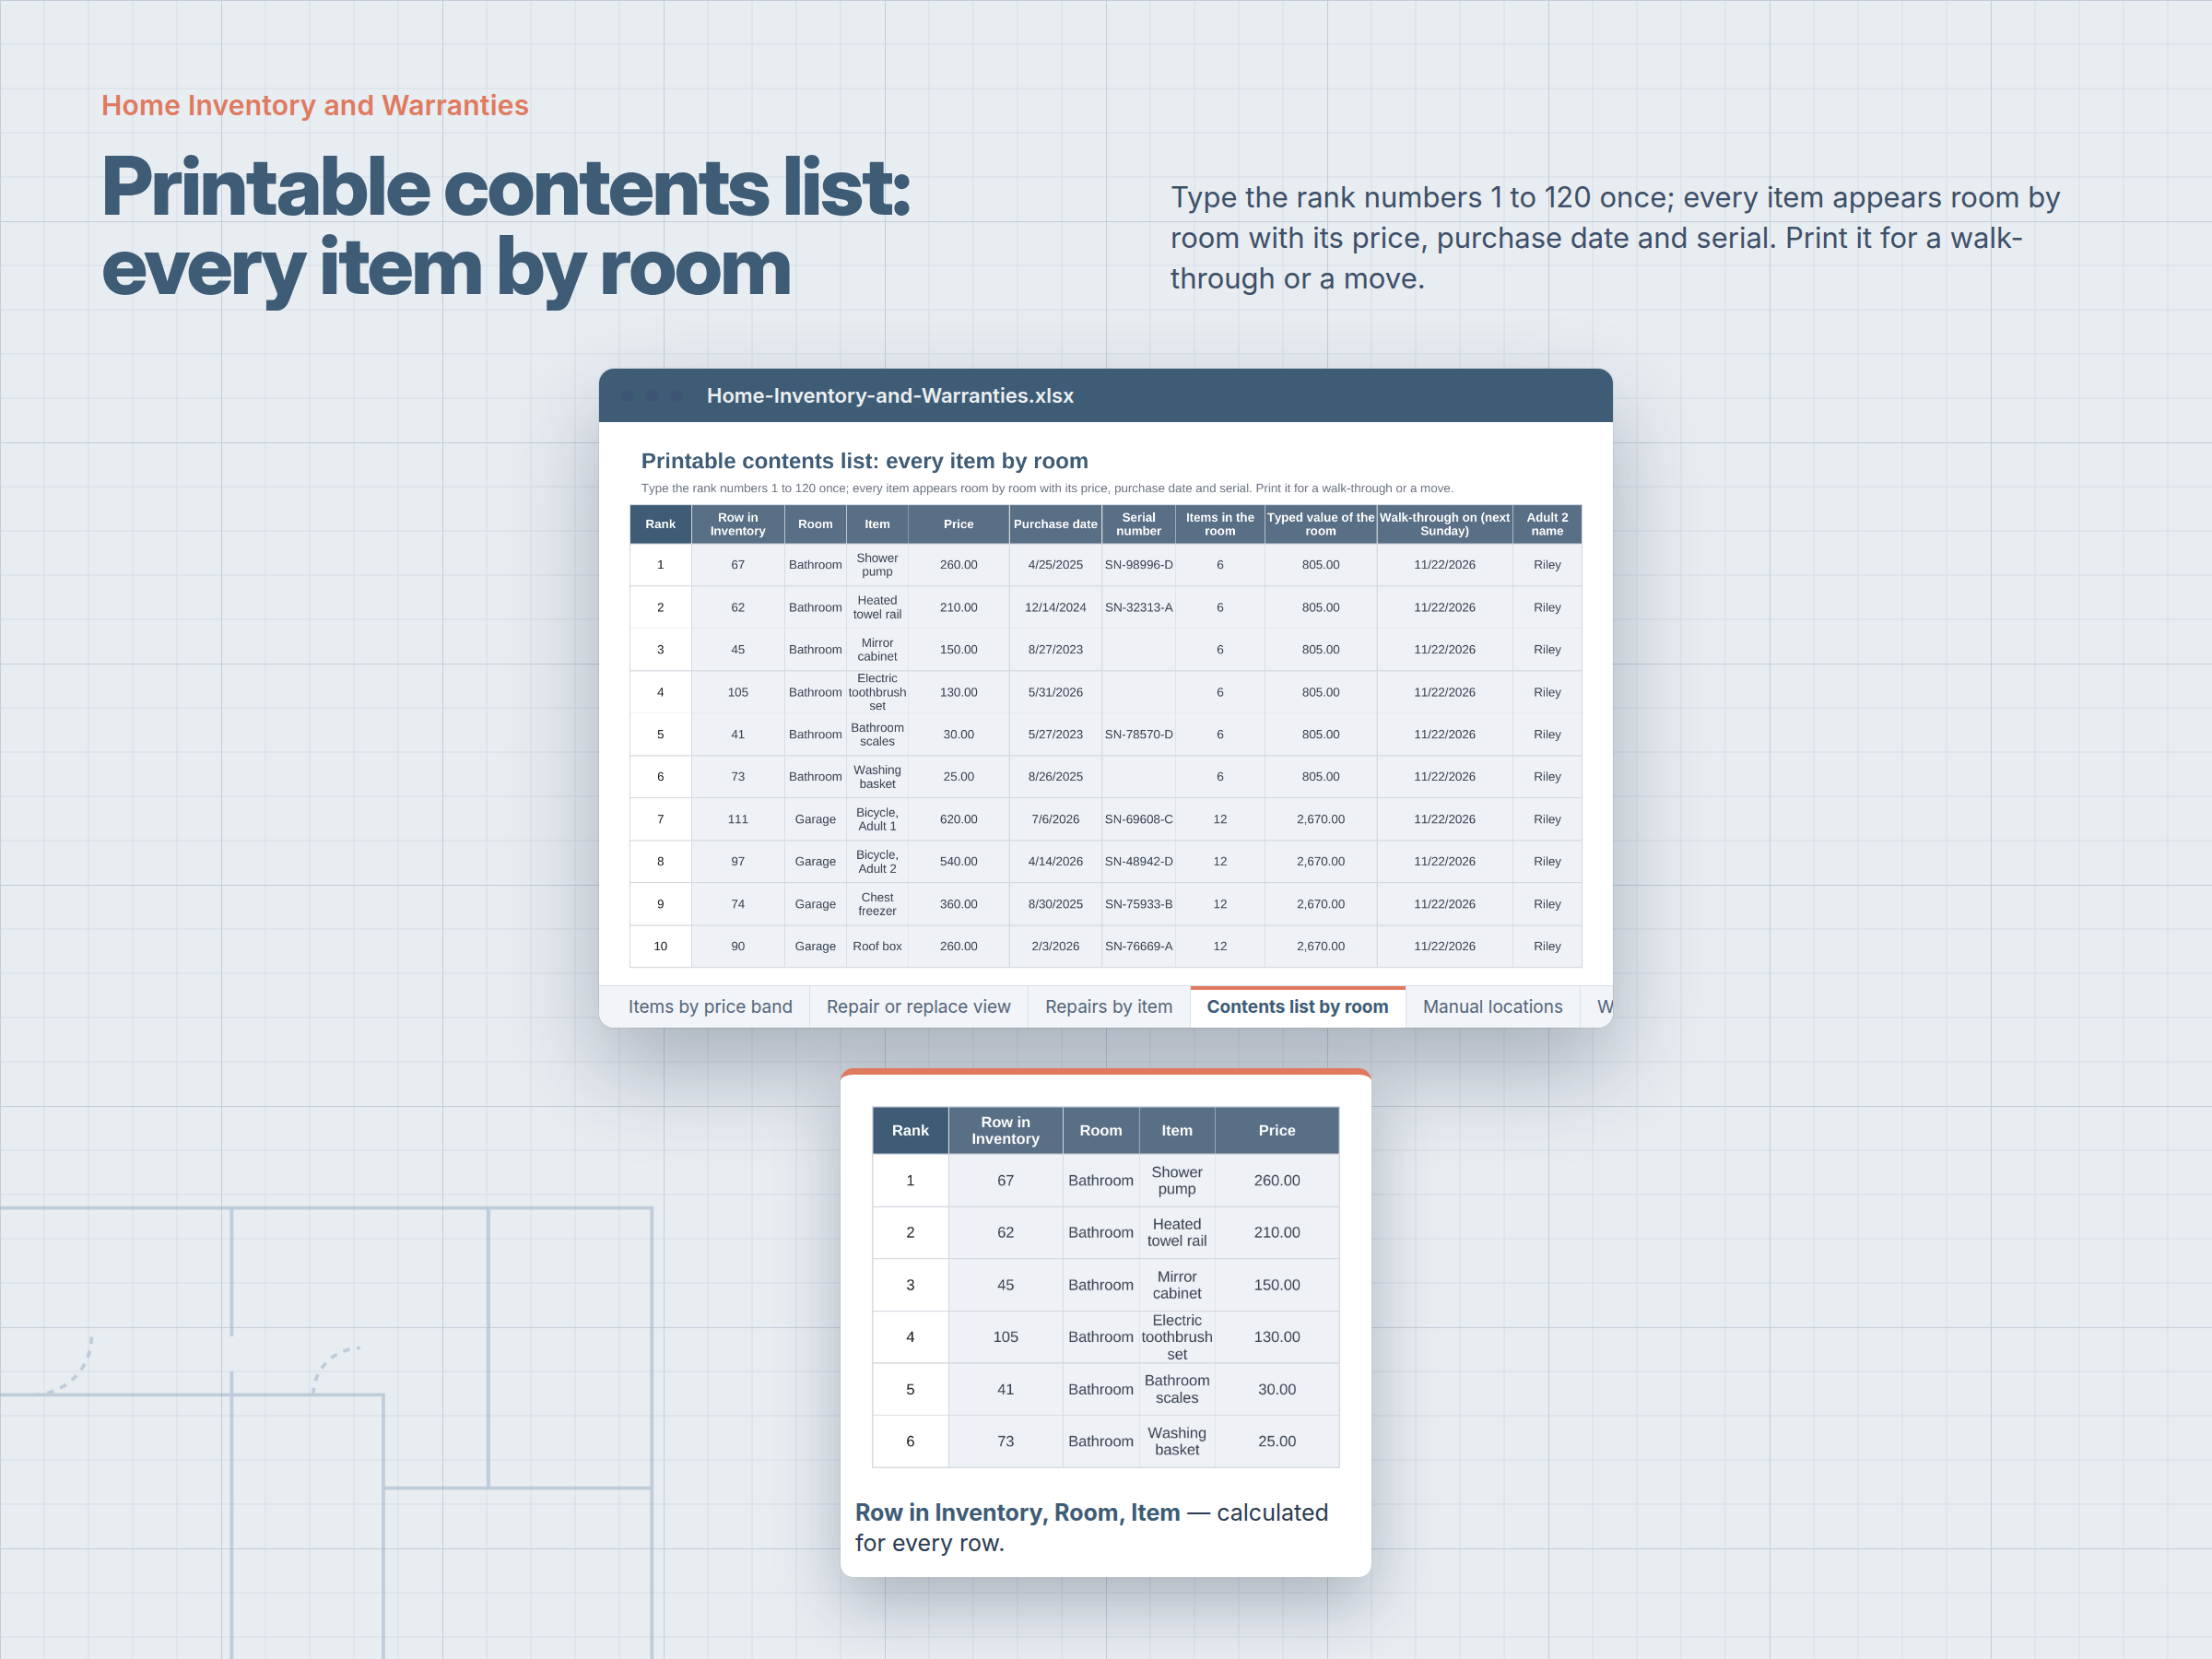 Home Inventory and Warranties
Printable contents list:
every item by room
Type the rank numbers 1 to 120 once; every item appears room by
room with its price, purchase date and serial. Print it for a walk-
through or a move.
Home-Inventory-and-Warranties.xlsx
Printable contents list: every item by room
Type the rank numbers 1 to 120 once; every item appears room by room with its price, purchase date and serial. Print it for a walk-through or a move.
Rank Row in Inventory Room Item Price Purchase date Serial number Items in the room Typed value of the room Walk-through on (next Sunday) Adult 2 name
1 67 Bathroom Shower pump 260.00 4/25/2025 SN-98996-D 6 805.00 11/22/2026 Riley
2 62 Bathroom Heated towel rail 210.00 12/14/2024 SN-32313-A 6 805.00 11/22/2026 Riley
3 45 Bathroom Mirror cabinet 150.00 8/27/2023 6 805.00 11/22/2026 Riley
4 105 Bathroom Electric toothbrush set 130.00 5/31/2026 6 805.00 11/22/2026 Riley
5 41 Bathroom Bathroom scales 30.00 5/27/2023 SN-78570-D 6 805.00 11/22/2026 Riley
6 73 Bathroom Washing basket 25.00 8/26/2025 6 805.00 11/22/2026 Riley
7 111 Garage Bicycle, Adult 1 620.00 7/6/2026 SN-69608-C 12 2,670.00 11/22/2026 Riley
8 97 Garage Bicycle, Adult 2 540.00 4/14/2026 SN-48942-D 12 2,670.00 11/22/2026 Riley
9 74 Garage Chest freezer 360.00 8/30/2025 SN-75933-B 12 2,670.00 11/22/2026 Riley
10 90 Garage Roof box 260.00 2/3/2026 SN-76669-A 12 2,670.00 11/22/2026 Riley
Items by price band Repair or replace view Repairs by item Contents list by room Manual locations W
Rank Row in Inventory Room Item Price
1 67 Bathroom Shower pump 260.00
2 62 Bathroom Heated towel rail 210.00
3 45 Bathroom Mirror cabinet 150.00
4 105 Bathroom Electric toothbrush set 130.00
5 41 Bathroom Bathroom scales 30.00
6 73 Bathroom Washing basket 25.00
Row in Inventory, Room, Item — calculated
for every row.